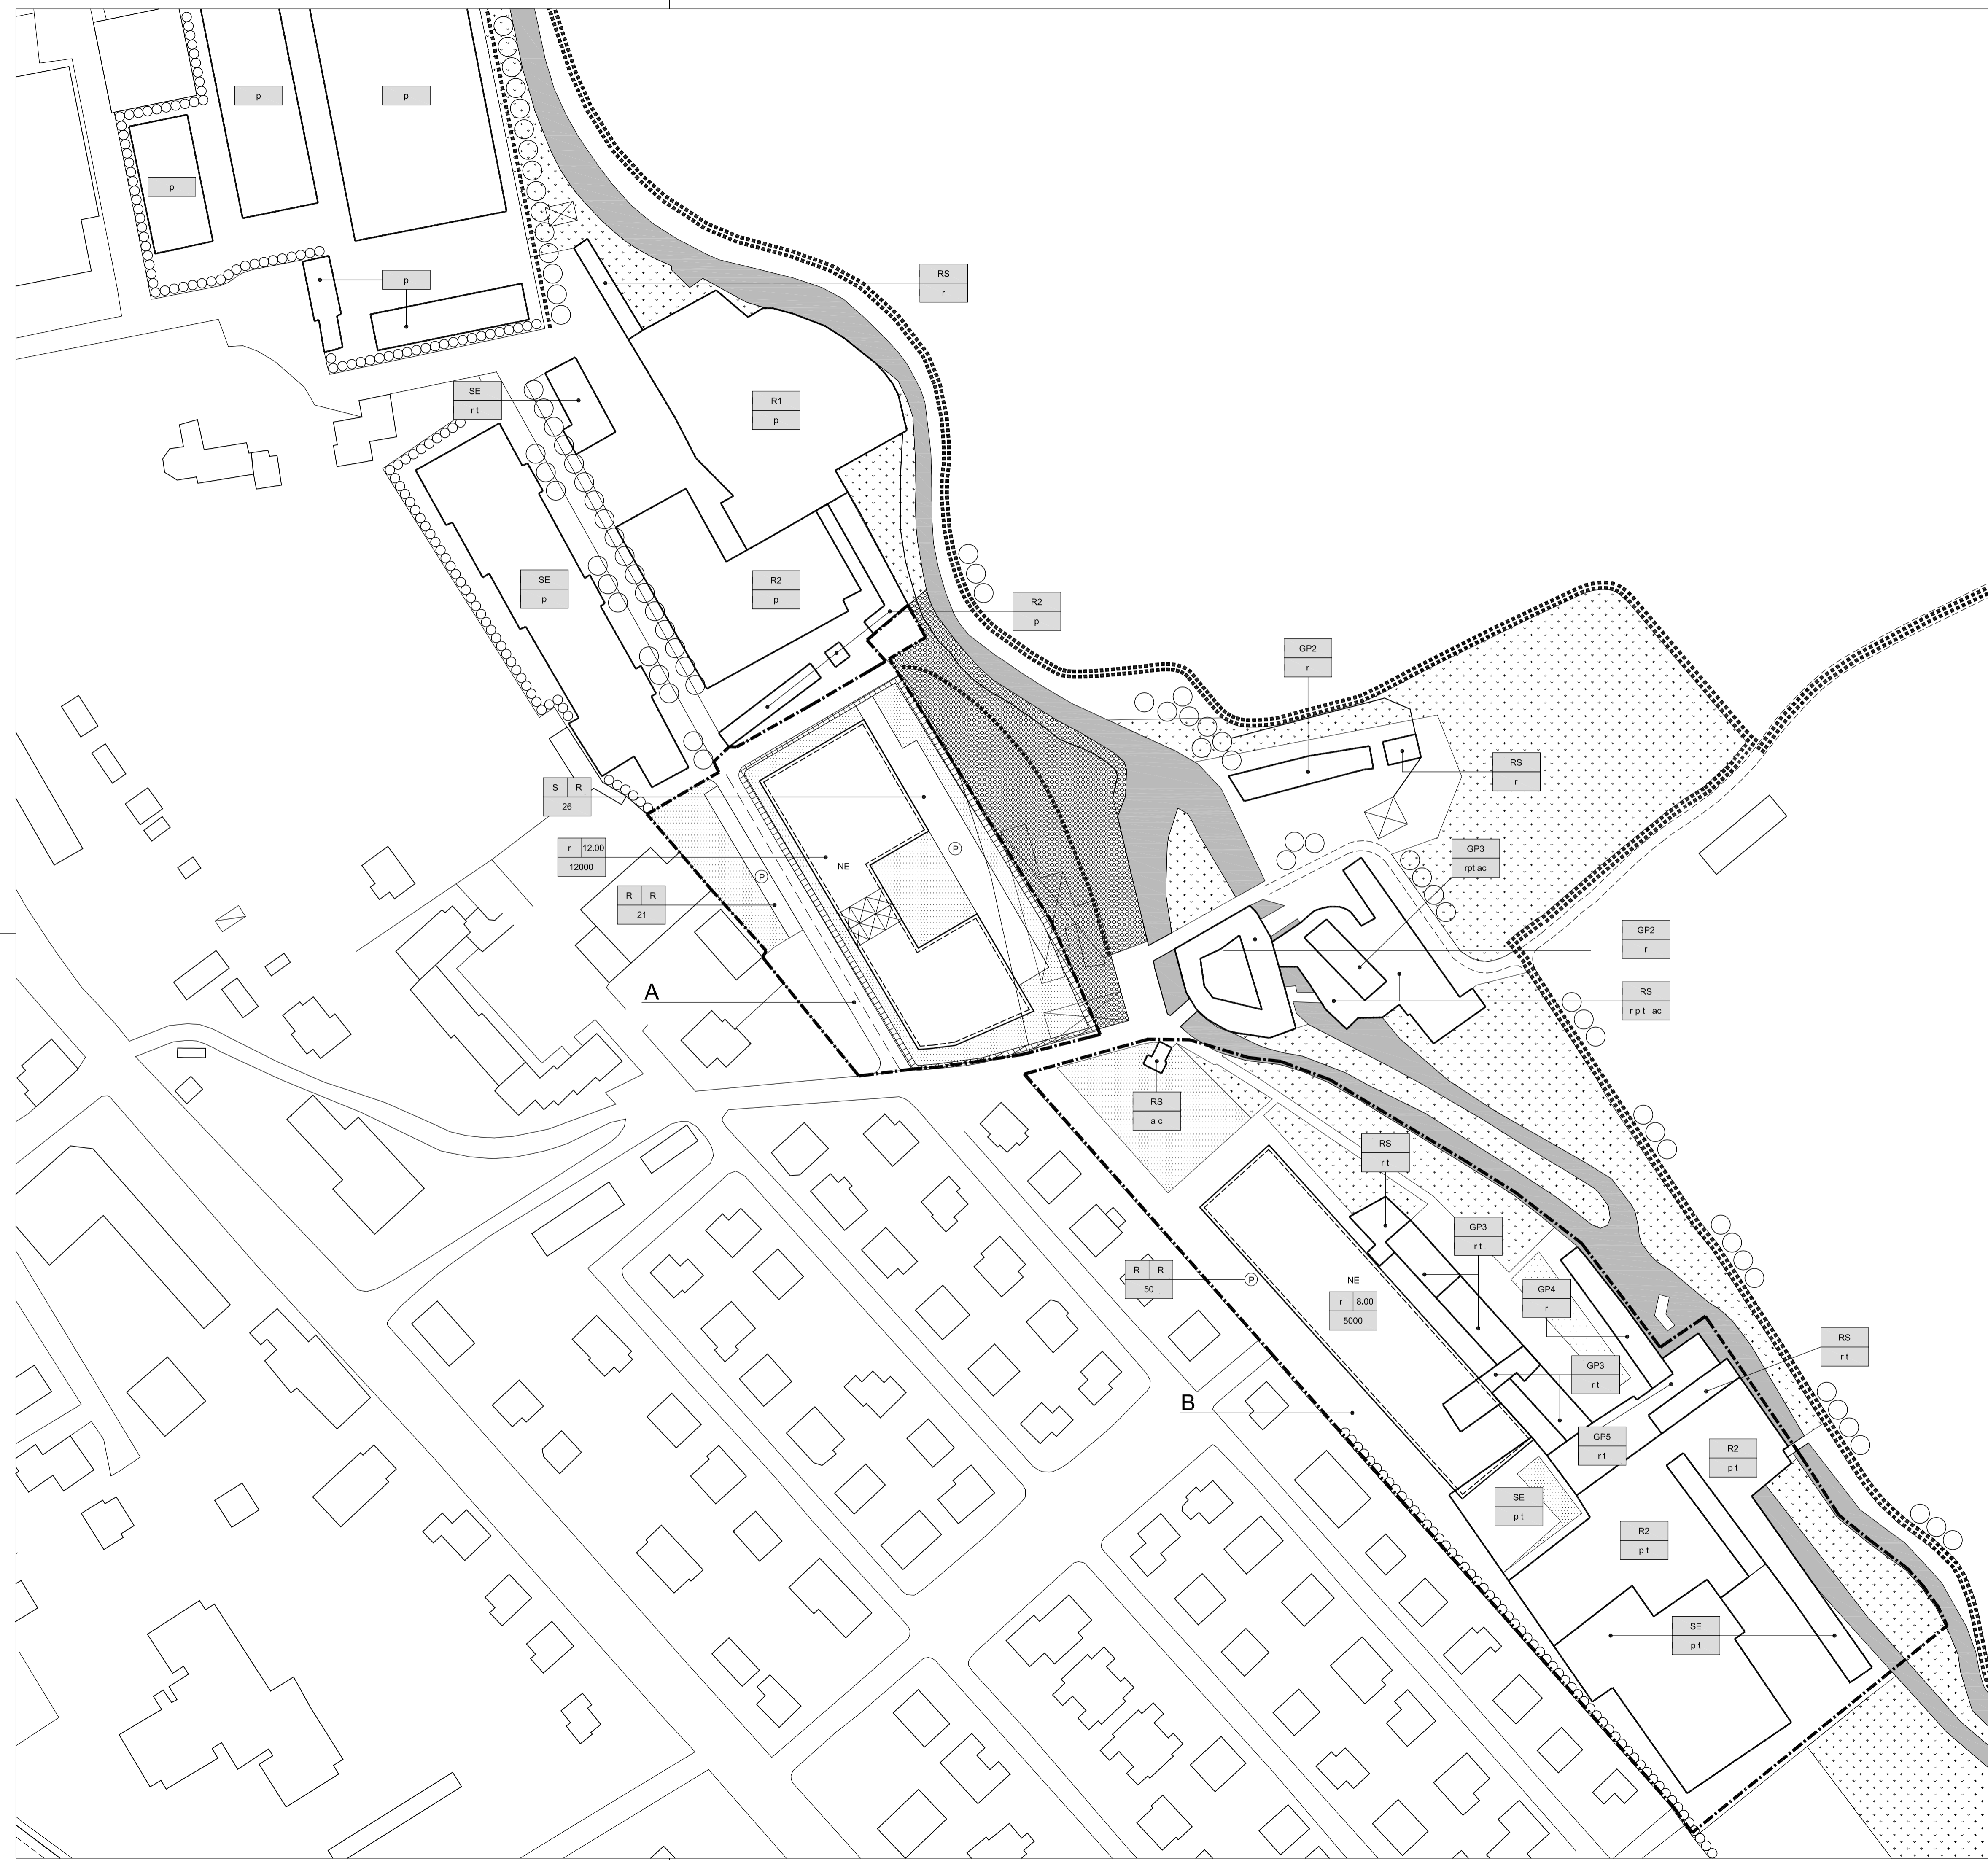 p
p
p
p
RS
r
SE
r t
R1
p
SE
p
R2
p
R2
p
GP2
r
RS
r
S R
26
r 12.00
12000
NE
P
P
GP3
rpt ac
R R
21
GP2
r
A
RS
r p t ac
RS
a c
RS
r t
GP3
r t
R R
50
P
NE
r 8.00
5000
GP4
r
RS
r t
GP3
r t
B
GP5
r t
R2
p t
SE
p t
R2
p t
SE
p t